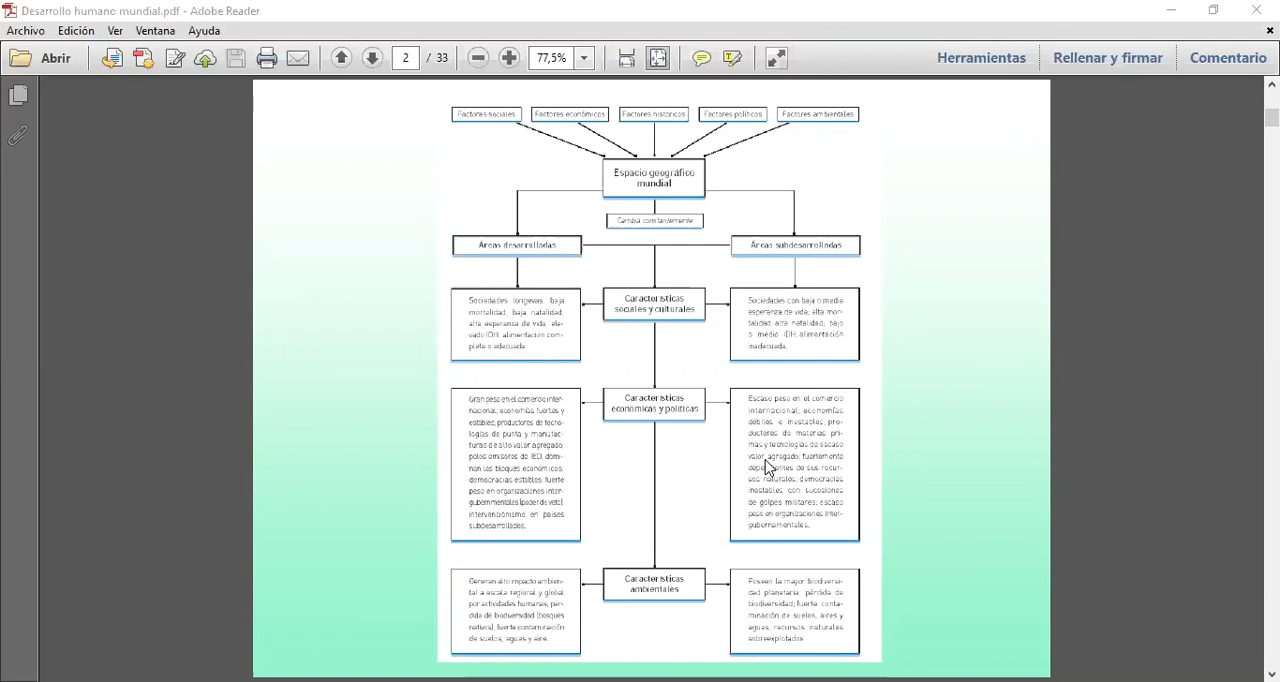 Desarrollo humano mundial.pdf - Adobe Reader
Archivo Edición Ver Ventana Ayuda
Abrir 2 / 33 77,5% Herramientas Rellenar y firmar Comentario
Factores sociales Factores económicos Factores históricos Factores políticos Factores ambientales
Espacio geográfico
mundial
Cambia constantemente
Áreas desarrolladas
Áreas subdesarrolladas
Sociedades longevas, baja
mortalidad, baja natalidad,
alta esperanza de vida, ele-
vado IDH, alimentación com-
pleta o adecuada.
Características
sociales y culturales
Sociedades con baja o media
esperanza de vida; alta mor-
talidad, alta natalidad; bajo
o medio IDH; alimentación
inadecuada.
Gran peso en el comercio inter-
nacional, economías fuertes y
estables; productores de tecno-
logías de punta y manufac-
turas de alto valor agregado;
polos emisores de IED, domi-
nan los bloques económicos;
democracias estables; fuerte
peso en organizaciones inter-
gubernmentales (poder de veto);
intervencionismo en países
subdesarrollados.
Características
económicas y políticas
Escaso peso en el comercio
internacional; economías
débiles o inestables; pro-
ductores de materias pri-
mas y tecnologías de escaso
valor agregado; fuertemente
dependientes de sus recur-
sos naturales; democracias
inestables con sucesiones
de golpes militares; escaso
peso en organizaciones inter-
gubernamentales.
Generan alto impacto ambien-
tal a escala regional y global
por actividades humanas; pér-
dida de biodiversidad (bosques
nativos), fuerte contaminación
de suelos, aguas y aire.
Características
ambientales
Poseen la mayor biodiversi-
dad planetaria, pérdida de
biodiversidad; fuerte conta-
minación de suelos, aires y
aguas, recursos naturales
sobreexplotados